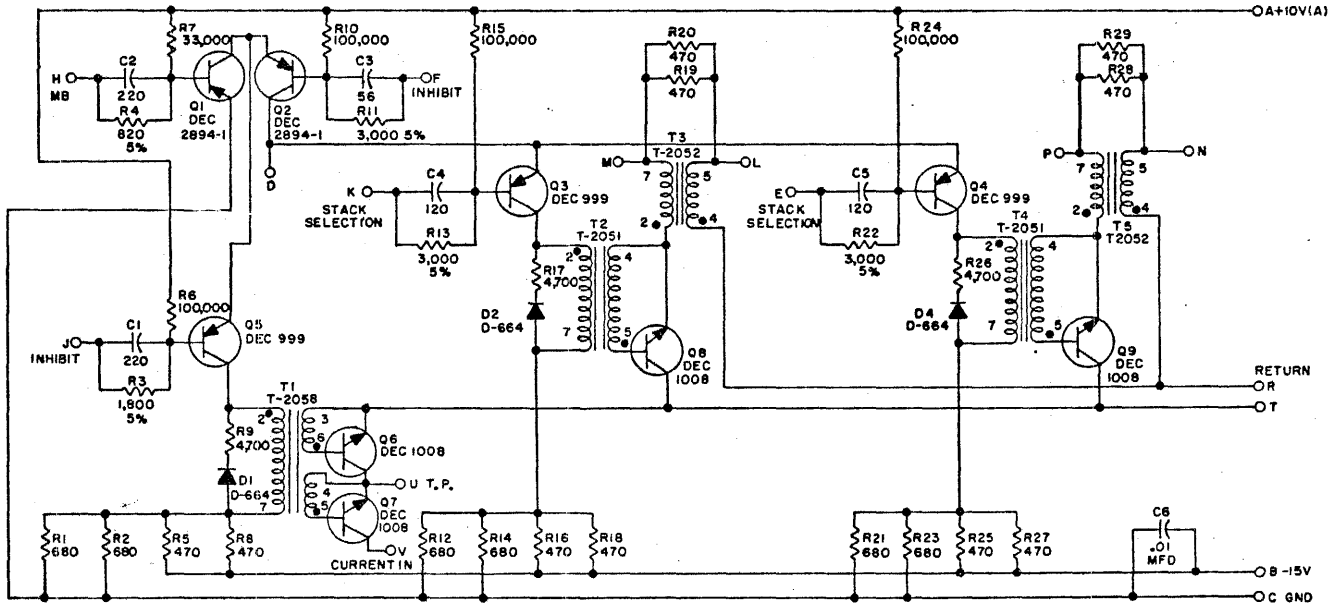 A+10V(A)
R7
33,000
R10
100,000
R15
100,000
R20
470
R19
470
R24
100,000
R29
470
R28
470
H
MB
C2
220
R4
820
5%
Q1
DEC
2894-1
Q2
DEC
2894-1
C3
56
F
INHIBIT
R11
3,000 5%
D
T3
T-2052
M
7
5
L
2
4
P
7
5
N
2
4
T5
T2052
K
STACK
SELECTION
C4
120
R13
3,000
5%
Q3
DEC 999
E
STACK
SELECTION
C5
120
R22
3,000
5%
Q4
DEC 999
T2
T-2051
2
4
R17
4,700
7
5
D2
D-664
Q8
DEC
1008
T4
T-2051
2
4
R26
4,700
7
5
D4
D-664
Q9
DEC
1008
R6
100,000
J
INHIBIT
C1
220
R3
1,800
5%
Q5
DEC 999
RETURN
R
T
T1
T-2058
2
3
R9
4,700
6
Q6
DEC 1008
D1
D-664
4
U T.P.
7
5
Q7
DEC
1008
V
CURRENT IN
R1
680
R2
680
R5
470
R8
470
R12
680
R14
680
R16
470
R18
470
R21
680
R23
680
R25
470
R27
470
C6
.01
MFD
B -15V
C GND